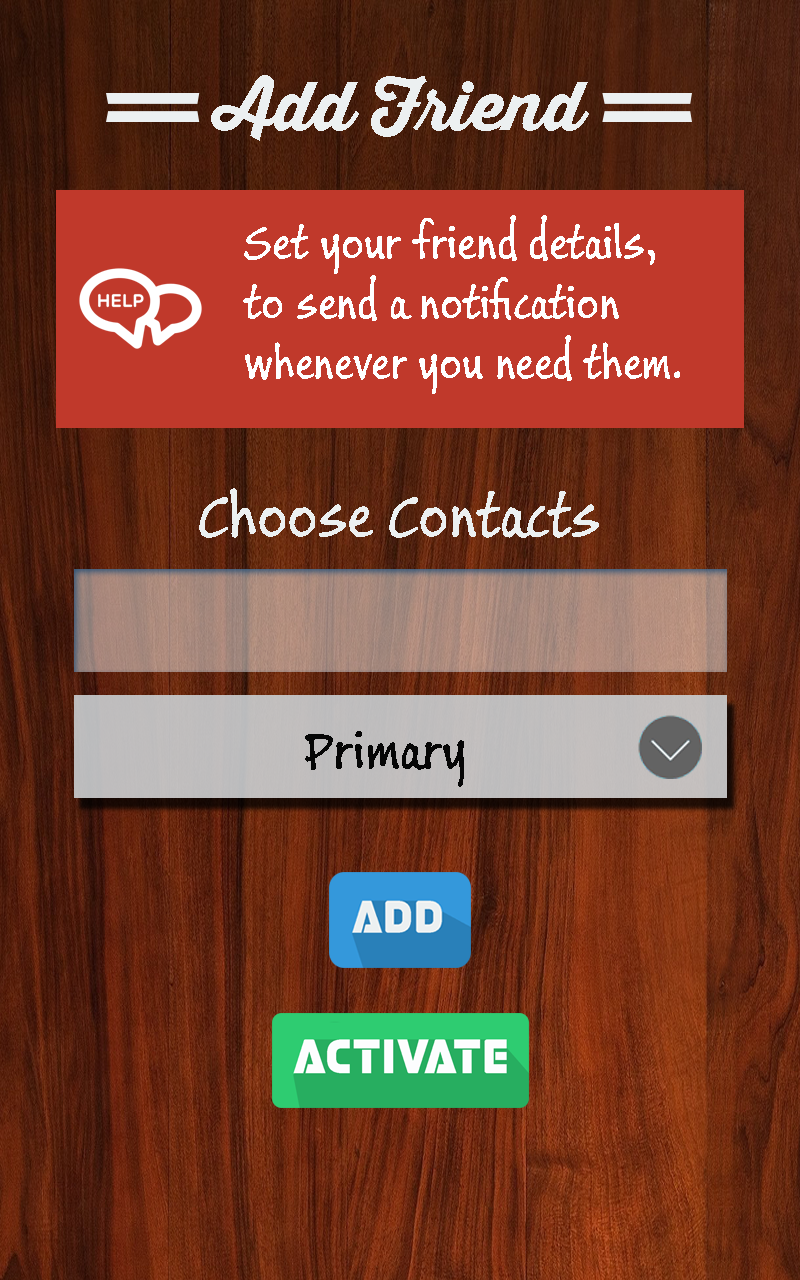 Add Friend
HELP
Set your friend details,
to send a notification
whenever you need them.
Choose Contacts
Primary
ADD
ACTIVATE